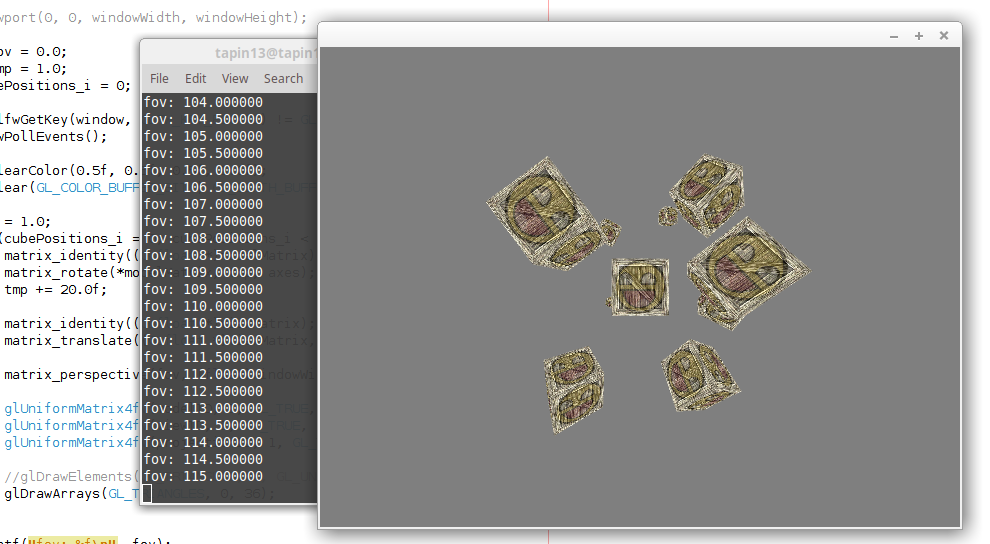 wport(0, 0, windowWidth, windowHeight);
ov = 0.0;
mp = 1.0;
ePositions_i = 0;
lfwGetKey(window,
wPollEvents();
learColor(0.5f, 0.
lear(GL_COLOR_BUFF
= 1.0;
(cubePositions_i =
matrix_identity((
matrix_rotate(*mo
tmp += 20.0f;
matrix_identity((
matrix_translate(
matrix_perspectiv
glUniformMatrix4f
glUniformMatrix4f
glUniformMatrix4f
//glDrawElements(
glDrawArrays(GL_T
tf("fov: %f\n", fov);
tapin13@tapin1
File Edit View Search
fov: 104.000000
fov: 104.500000
fov: 105.000000
fov: 105.500000
fov: 106.000000
fov: 106.500000
fov: 107.000000
fov: 107.500000
fov: 108.000000
fov: 108.500000
fov: 109.000000
fov: 109.500000
fov: 110.000000
fov: 110.500000
fov: 111.000000
fov: 111.500000
fov: 112.000000
fov: 112.500000
fov: 113.000000
fov: 113.500000
fov: 114.000000
fov: 114.500000
fov: 115.000000